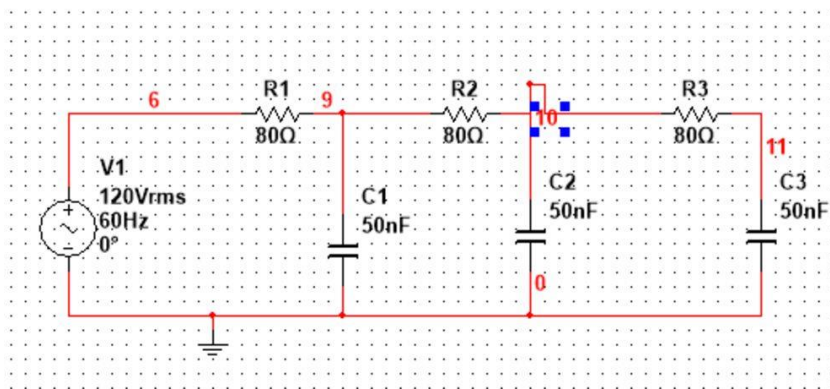 R1
R2
R3
6
9
10
80Ω
80Ω
80Ω
11
V1
120Vrms
60Hz
0°
C1
50nF
C2
50nF
C3
50nF
0